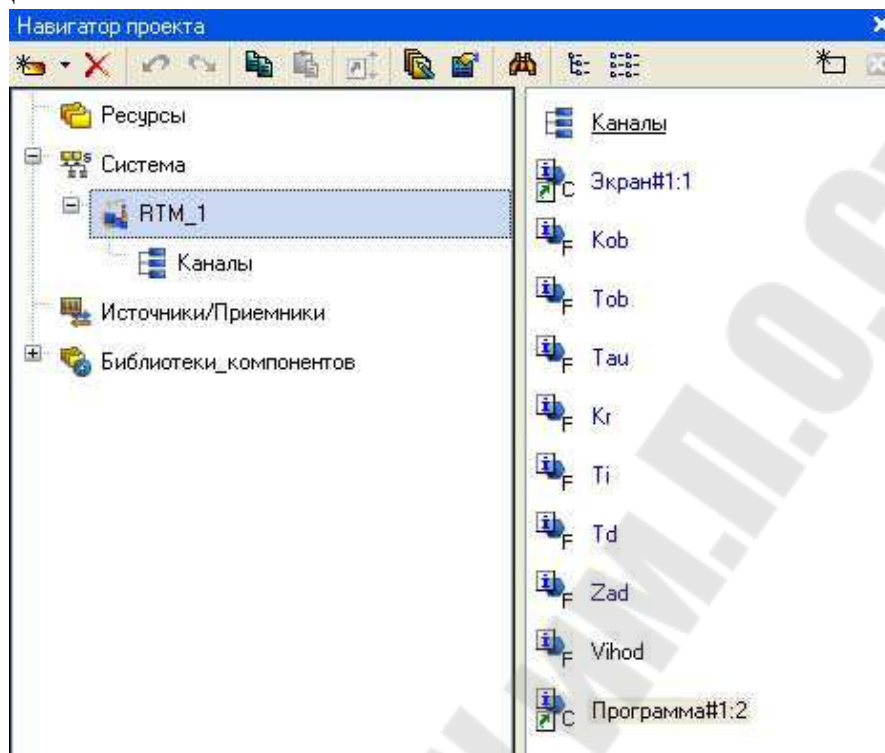 Навигатор проекта
Ресурсы
Система
RTM_1
Каналы
Источники/Приемники
Библиотеки_компонентов
Каналы
Экран#1:1
Kob
Tob
Tau
Kr
Ti
Td
Zad
Vihod
Программа#1:2